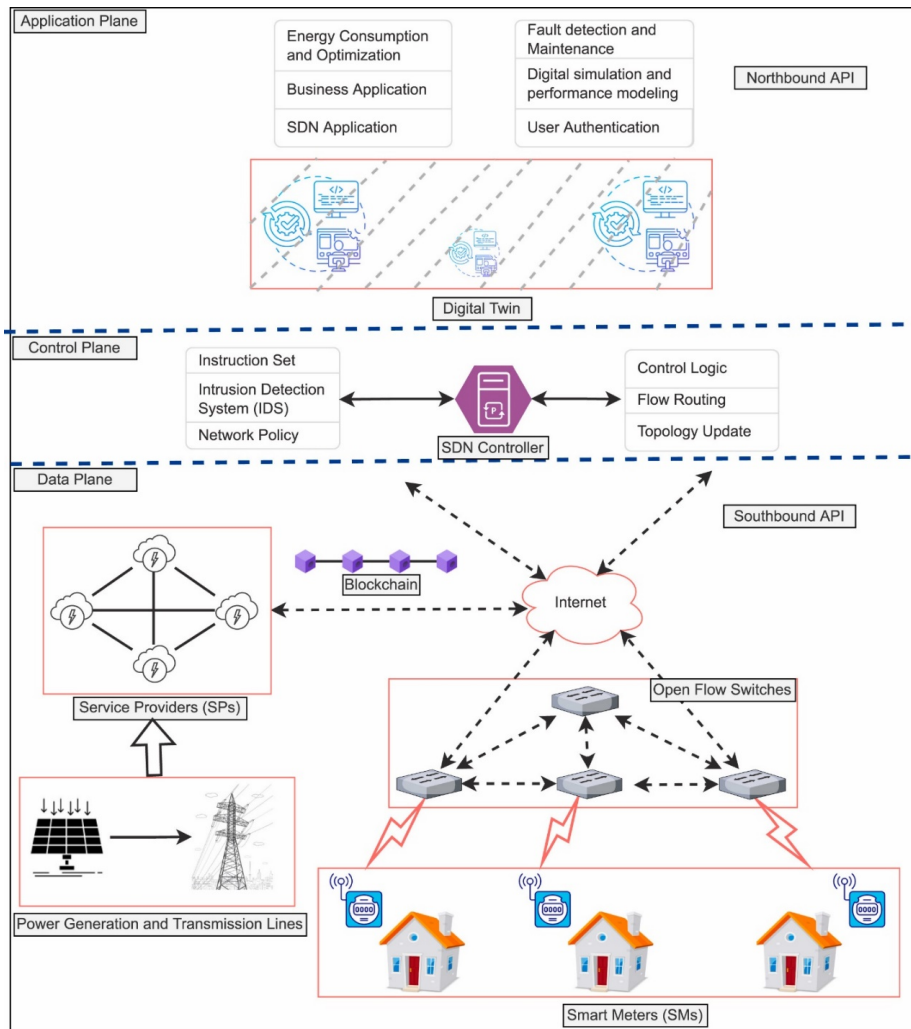 Application Plane
Energy Consumption
and Optimization
Business Application
SDN Application
Fault detection and
Maintenance
Digital simulation and
performance modeling
User Authentication
Northbound API
Digital Twin
Control Plane
Instruction Set
Intrusion Detection
System (IDS)
Network Policy
P
SDN Controller
Control Logic
Flow Routing
Topology Update
Data Plane
Southbound API
Blockchain
Internet
Service Providers (SPs)
Open Flow Switches
Power Generation and Transmission Lines
0000
0000
0000
Smart Meters (SMs)